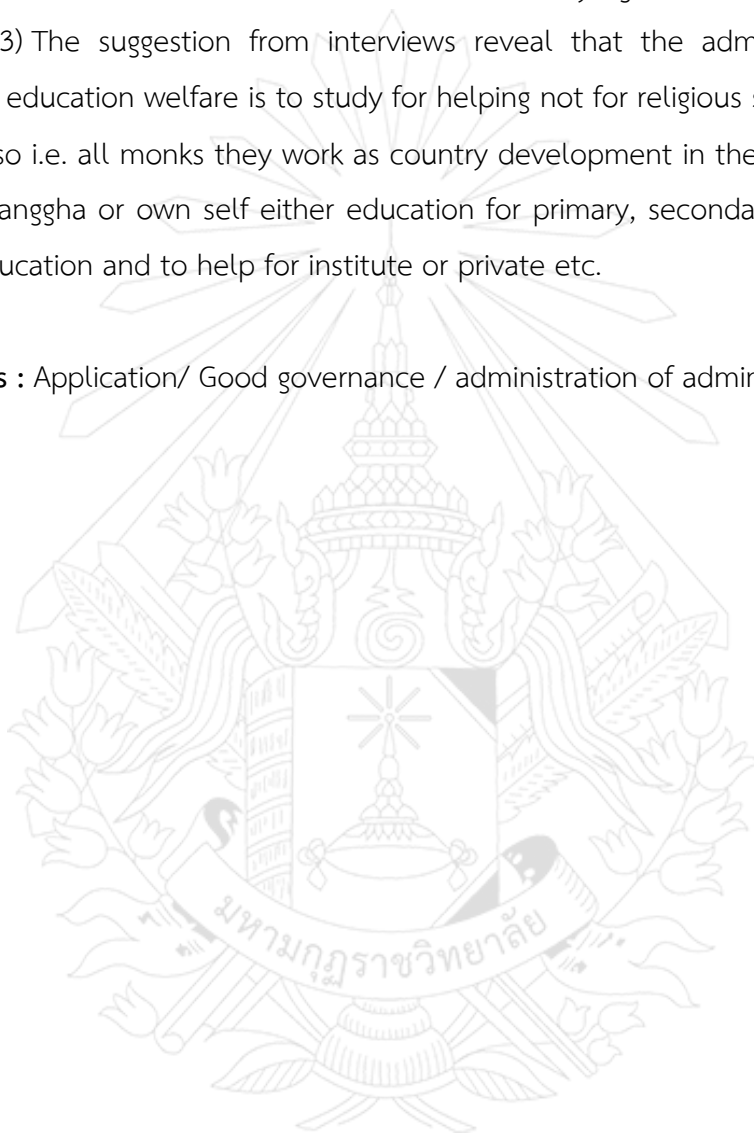 3) The suggestion from interviews reveal that the adm
education welfare is to study for helping not for religious
so i.e. all monks they work as country development in the
anggha or own self either education for primary, seconda
ucation and to help for institute or private etc.
s : Application/ Good governance / administration of admin
มหามกุฏราชวิทยาลัย